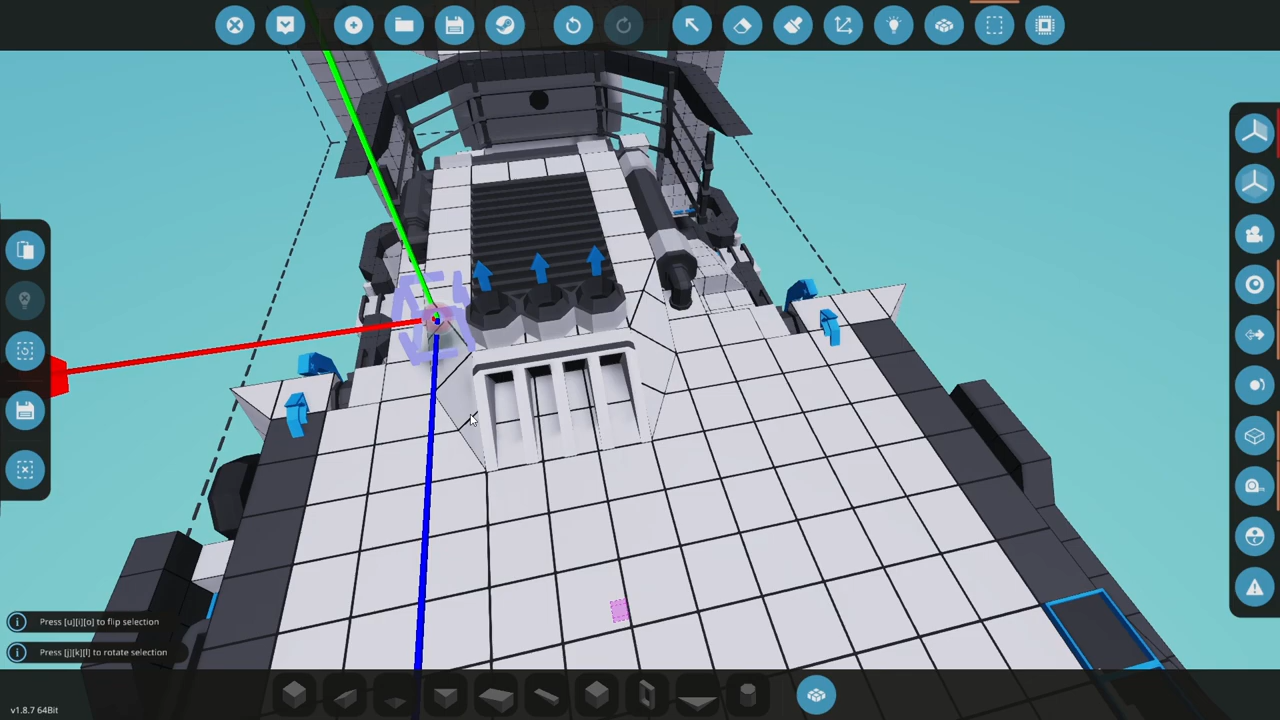 Press [u][i][o] to flip selection
Press [j][k][l] to rotate selection
v1.8.7 64Bit